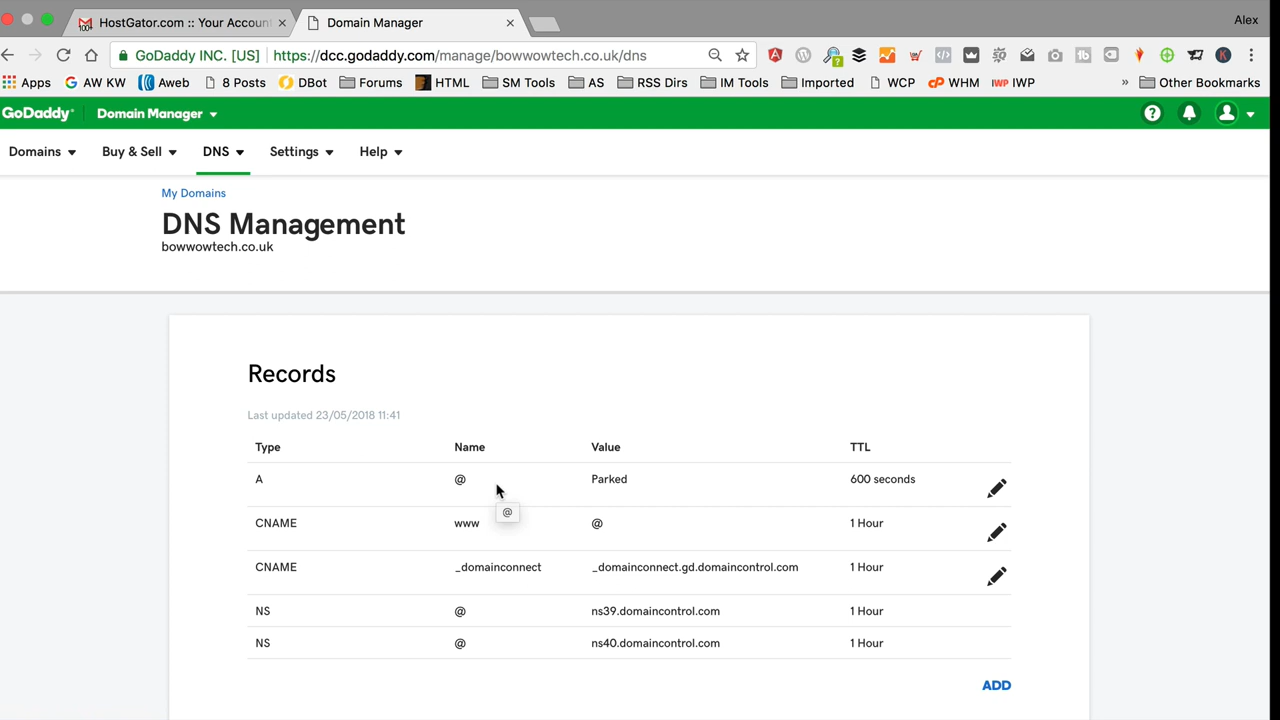 HostGator.com :: Your Accoun
Domain Manager
Alex
GoDaddy INC. [US] https://dcc.godaddy.com/manage/bowwowtech.co.uk/dns
Apps AW KW Aweb 8 Posts DBot Forums HTML SM Tools AS RSS Dirs IM Tools Imported WCP WHM IWP IWP » Other Bookmarks
GoDaddy Domain Manager
Domains Buy & Sell DNS Settings Help
My Domains
DNS Management
bowwowtech.co.uk
Records
Last updated 23/05/2018 11:41
Type Name Value TTL
A @ Parked 600 seconds
@
CNAME www @ 1 Hour
CNAME _domainconnect _domainconnect.gd.domaincontrol.com 1 Hour
NS @ ns39.domaincontrol.com 1 Hour
NS @ ns40.domaincontrol.com 1 Hour
ADD